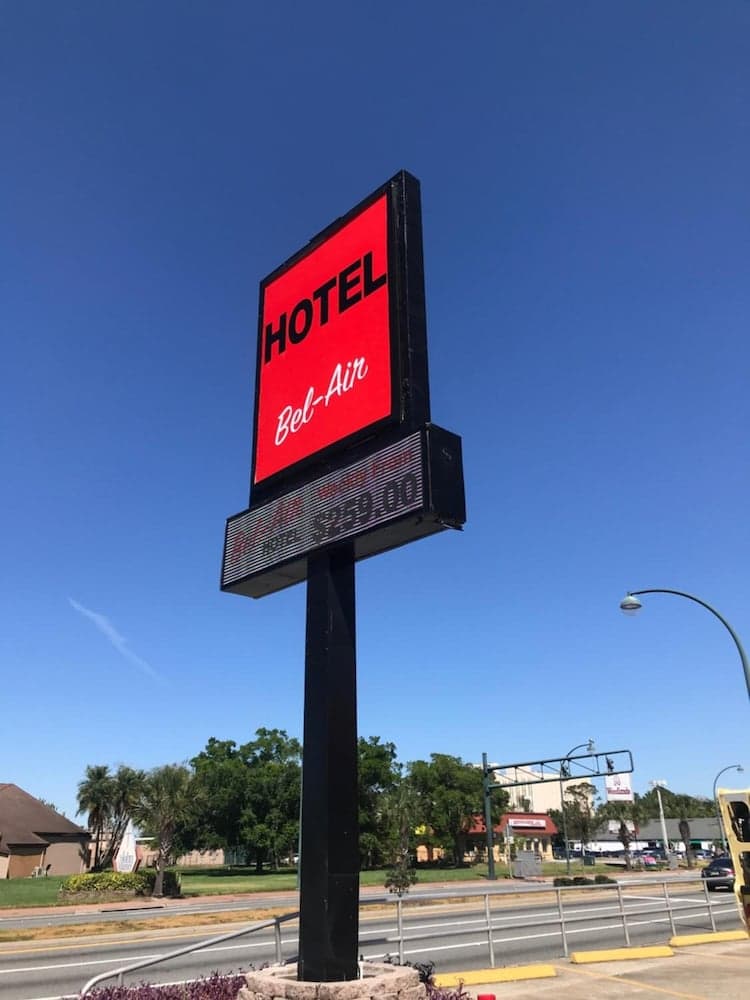 HOTEL
Bel-Air
Bel-Air
HOTEL
Weekly From
$259.00